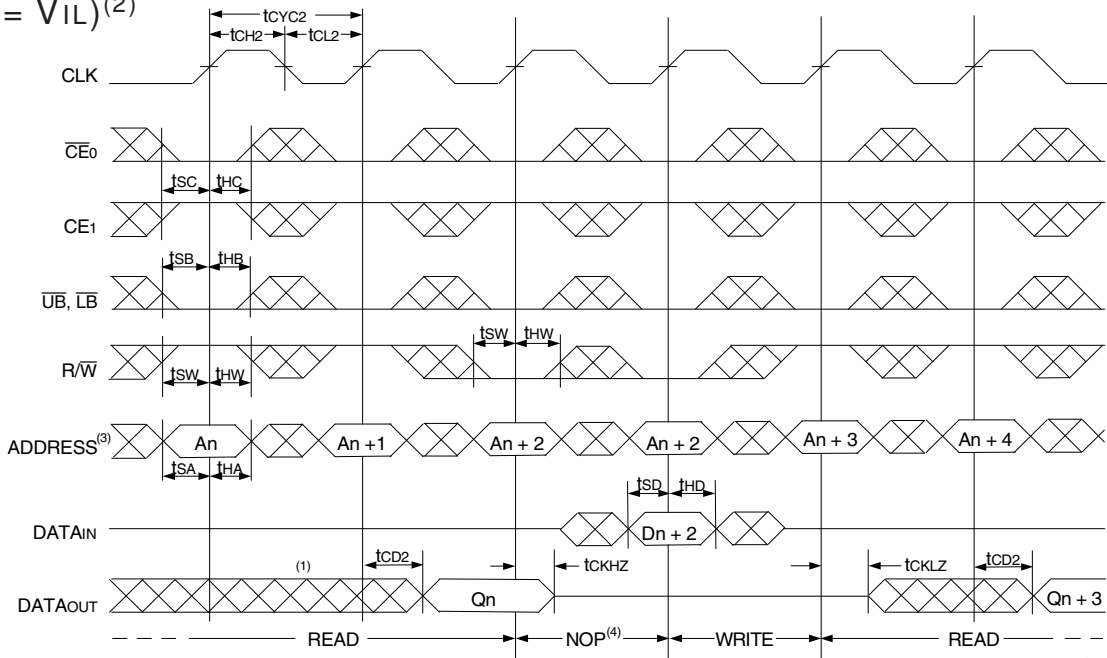 = VIL)(2)
tCYC2
tCH2 tCL2
CLK
CE0
tSC tHC
CE1
tSB tHB
UB, LB
tSW tHW
R/W
tSW tHW
ADDRESS(3) An An + 1 An + 2 An + 2 An + 3 An + 4
tSA tHA
tSD tHD
DATAIN Dn + 2
tCD2 tCKHZ tCKLZ tCD2
(1)
DATAOUT Qn Qn + 3
READ NOP(4) WRITE READ